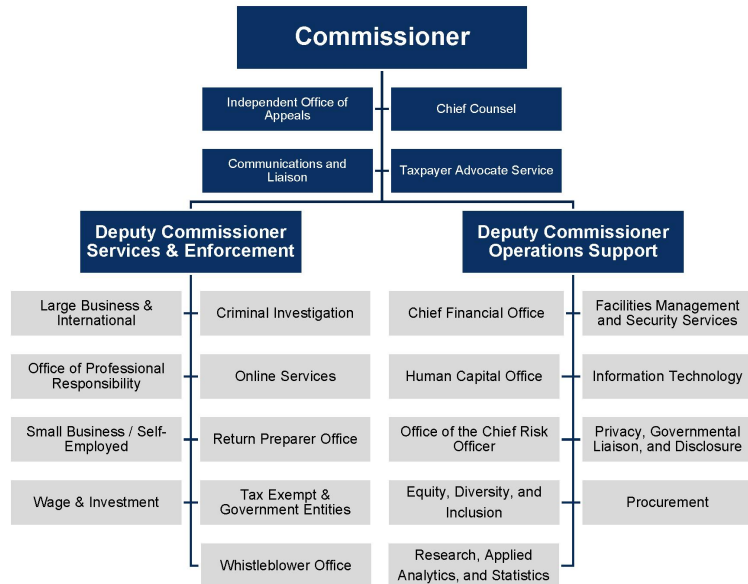 Commissioner
Independent Office of
Appeals
Chief Counsel
Communications and
Liaison
Taxpayer Advocate Service
Deputy Commissioner
Services & Enforcement
Deputy Commissioner
Operations Support
Large Business &
International
Criminal Investigation
Office of Professional
Responsibility
Online Services
Small Business / Self-
Employed
Return Preparer Office
Wage & Investment
Tax Exempt &
Government Entities
Whistleblower Office
Chief Financial Office
Facilities Management
and Security Services
Human Capital Office
Information Technology
Office of the Chief Risk
Officer
Privacy, Governmental
Liaison, and Disclosure
Equity, Diversity, and
Inclusion
Procurement
Research, Applied
Analytics, and Statistics